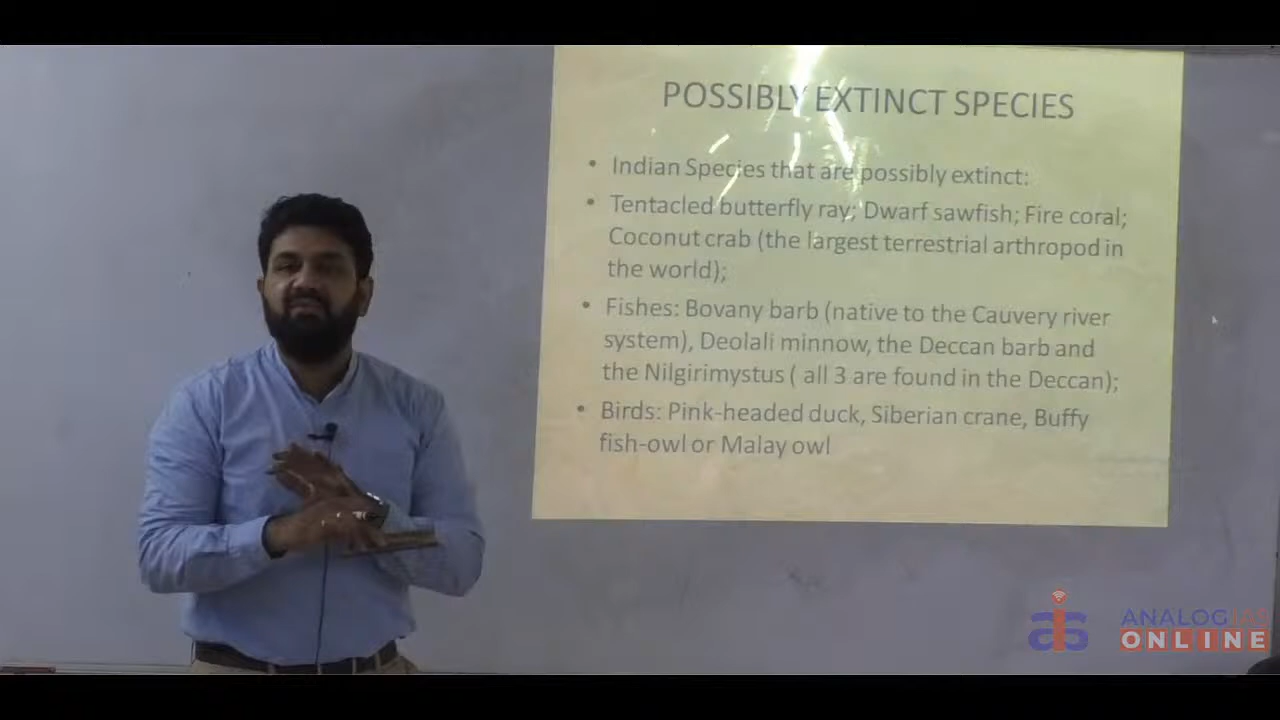 POSSIBLY EXTINCT SPECIES
• Indian Species that are possibly extinct:
• Tentacled butterfly ray; Dwarf sawfish; Fire coral;
Coconut crab (the largest terrestrial arthropod in
the world);
• Fishes: Bovany barb (native to the Cauvery river
system), Deolali minnow, the Deccan barb and
the Nilgirimystus ( all 3 are found in the Deccan);
• Birds: Pink-headed duck, Siberian crane, Buffy
fish-owl or Malay owl
ais
ANALOG IAS
ONLINE